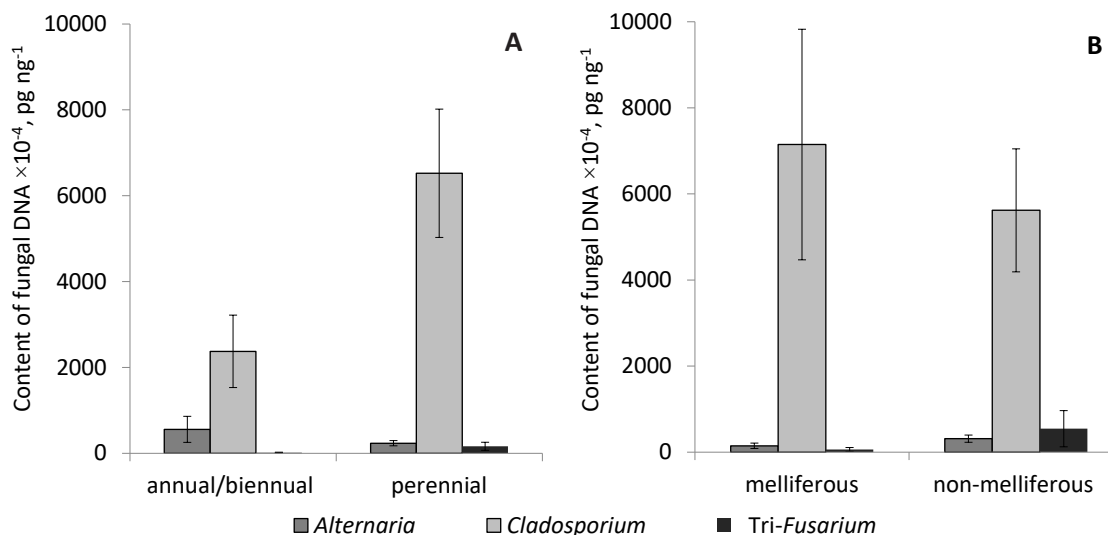 A
Content of fungal DNA ×10⁻⁴, pg ng⁻¹
10000
8000
6000
4000
2000
0
annual/biennual perennial
B
Content of fungal DNA ×10⁻⁴, pg ng⁻¹
10000
8000
6000
4000
2000
0
melliferous non-melliferous
Alternaria Cladosporium Tri-Fusarium